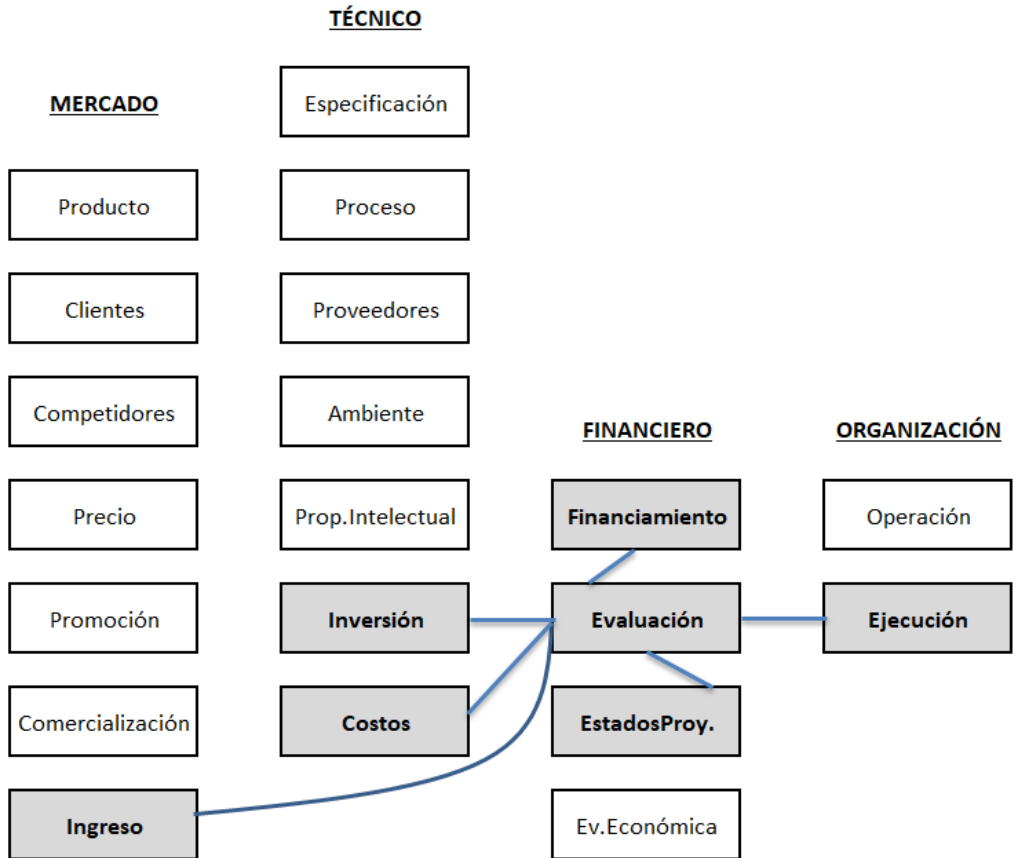 TÉCNICO
MERCADO
Especificación
Producto
Proceso
Clientes
Proveedores
Competidores
Ambiente
FINANCIERO
ORGANIZACIÓN
Precio
Prop.Intelectual
Financiamiento
Operación
Promoción
Inversión
Evaluación
Ejecución
Comercialización
Costos
EstadosProy.
Ingreso
Ev.Económica